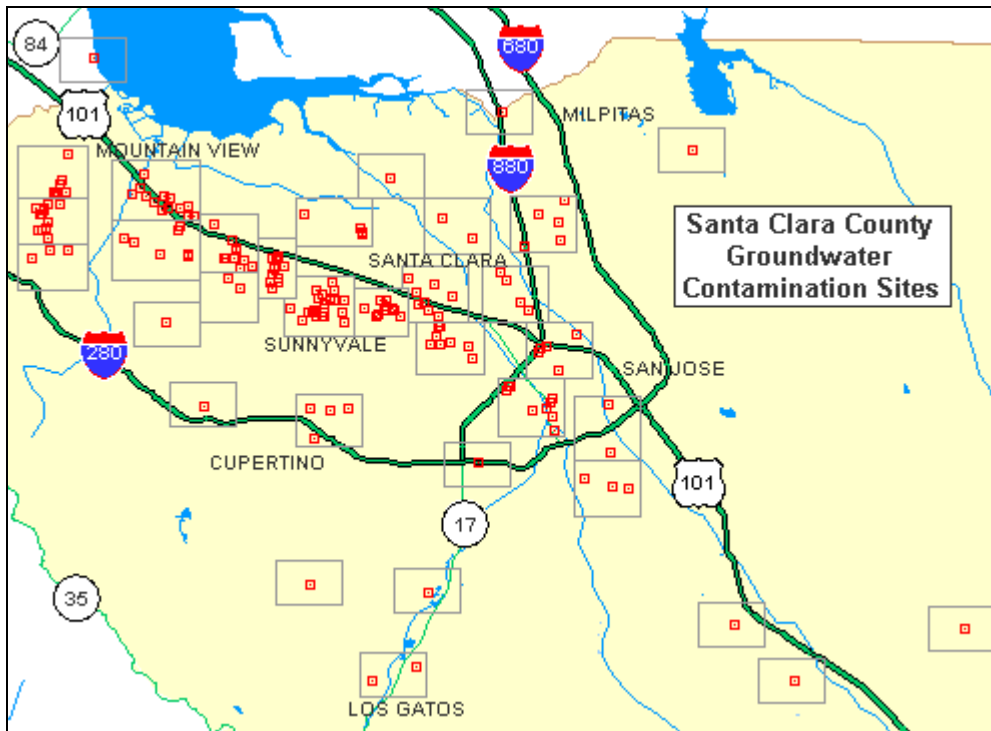 84
680
101
MILPITAS
MOUNTAIN VIEW
880
Santa Clara County
Groundwater
Contamination Sites
SANTA CLARA
SUNNYVALE
280
SAN JOSE
CUPERTINO
101
17
35
LOS GATOS